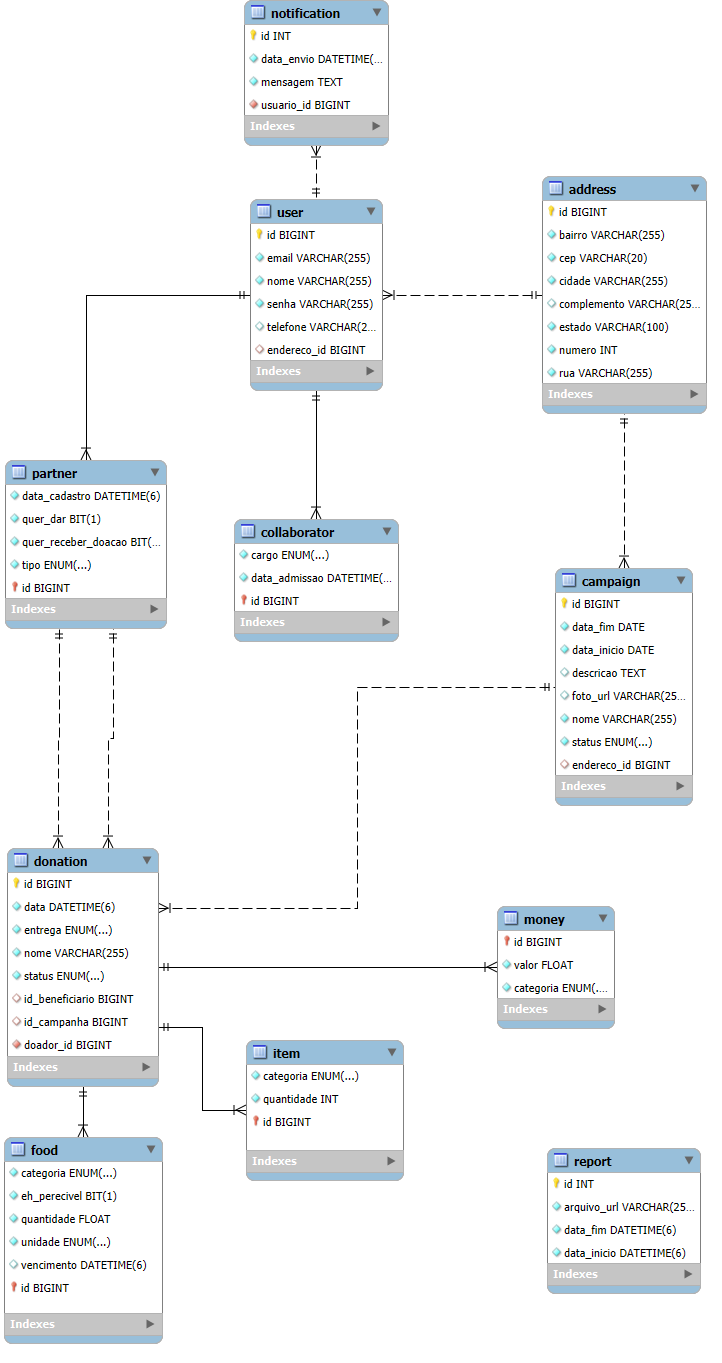 notification
id INT
data_envio DATETIME(...
mensagem TEXT
usuario_id BIGINT
Indexes
user
id BIGINT
email VARCHAR(255)
nome VARCHAR(255)
senha VARCHAR(255)
telefone VARCHAR(2...
endereco_id BIGINT
Indexes
address
id BIGINT
bairro VARCHAR(255)
cep VARCHAR(20)
cidade VARCHAR(255)
complemento VARCHAR(25...
estado VARCHAR(100)
numero INT
rua VARCHAR(255)
Indexes
partner
data_cadastro DATETIME(6)
quer_dar BIT(1)
quer_receber_doacao BIT(...
tipo ENUM(...)
id BIGINT
Indexes
collaborator
cargo ENUM(...)
data_admissao DATETIME(...
id BIGINT
Indexes
campaign
id BIGINT
data_fim DATE
data_inicio DATE
descricao TEXT
foto_url VARCHAR(25...
nome VARCHAR(255)
status ENUM(...)
endereco_id BIGINT
Indexes
donation
id BIGINT
data DATETIME(6)
entrega ENUM(...)
nome VARCHAR(255)
status ENUM(...)
id_beneficiario BIGINT
id_campanha BIGINT
doador_id BIGINT
Indexes
money
id BIGINT
valor FLOAT
categoria ENUM(....
Indexes
item
categoria ENUM(...)
quantidade INT
id BIGINT
Indexes
food
categoria ENUM(...)
eh_perecivel BIT(1)
quantidade FLOAT
unidade ENUM(...)
vencimento DATETIME(6)
id BIGINT
Indexes
report
id INT
arquivo_url VARCHAR(25...
data_fim DATETIME(6)
data_inicio DATETIME(6)
Indexes